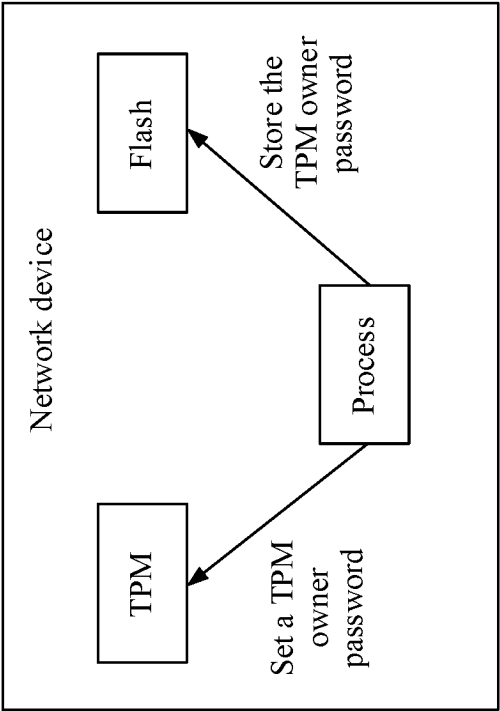 Network device
TPM
Flash
Set a TPM
owner
password
Store the
TPM owner
password
Process